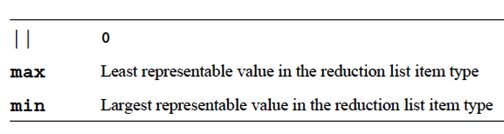 || 0
max Least representable value in the reduction list item type
min Largest representable value in the reduction list item type